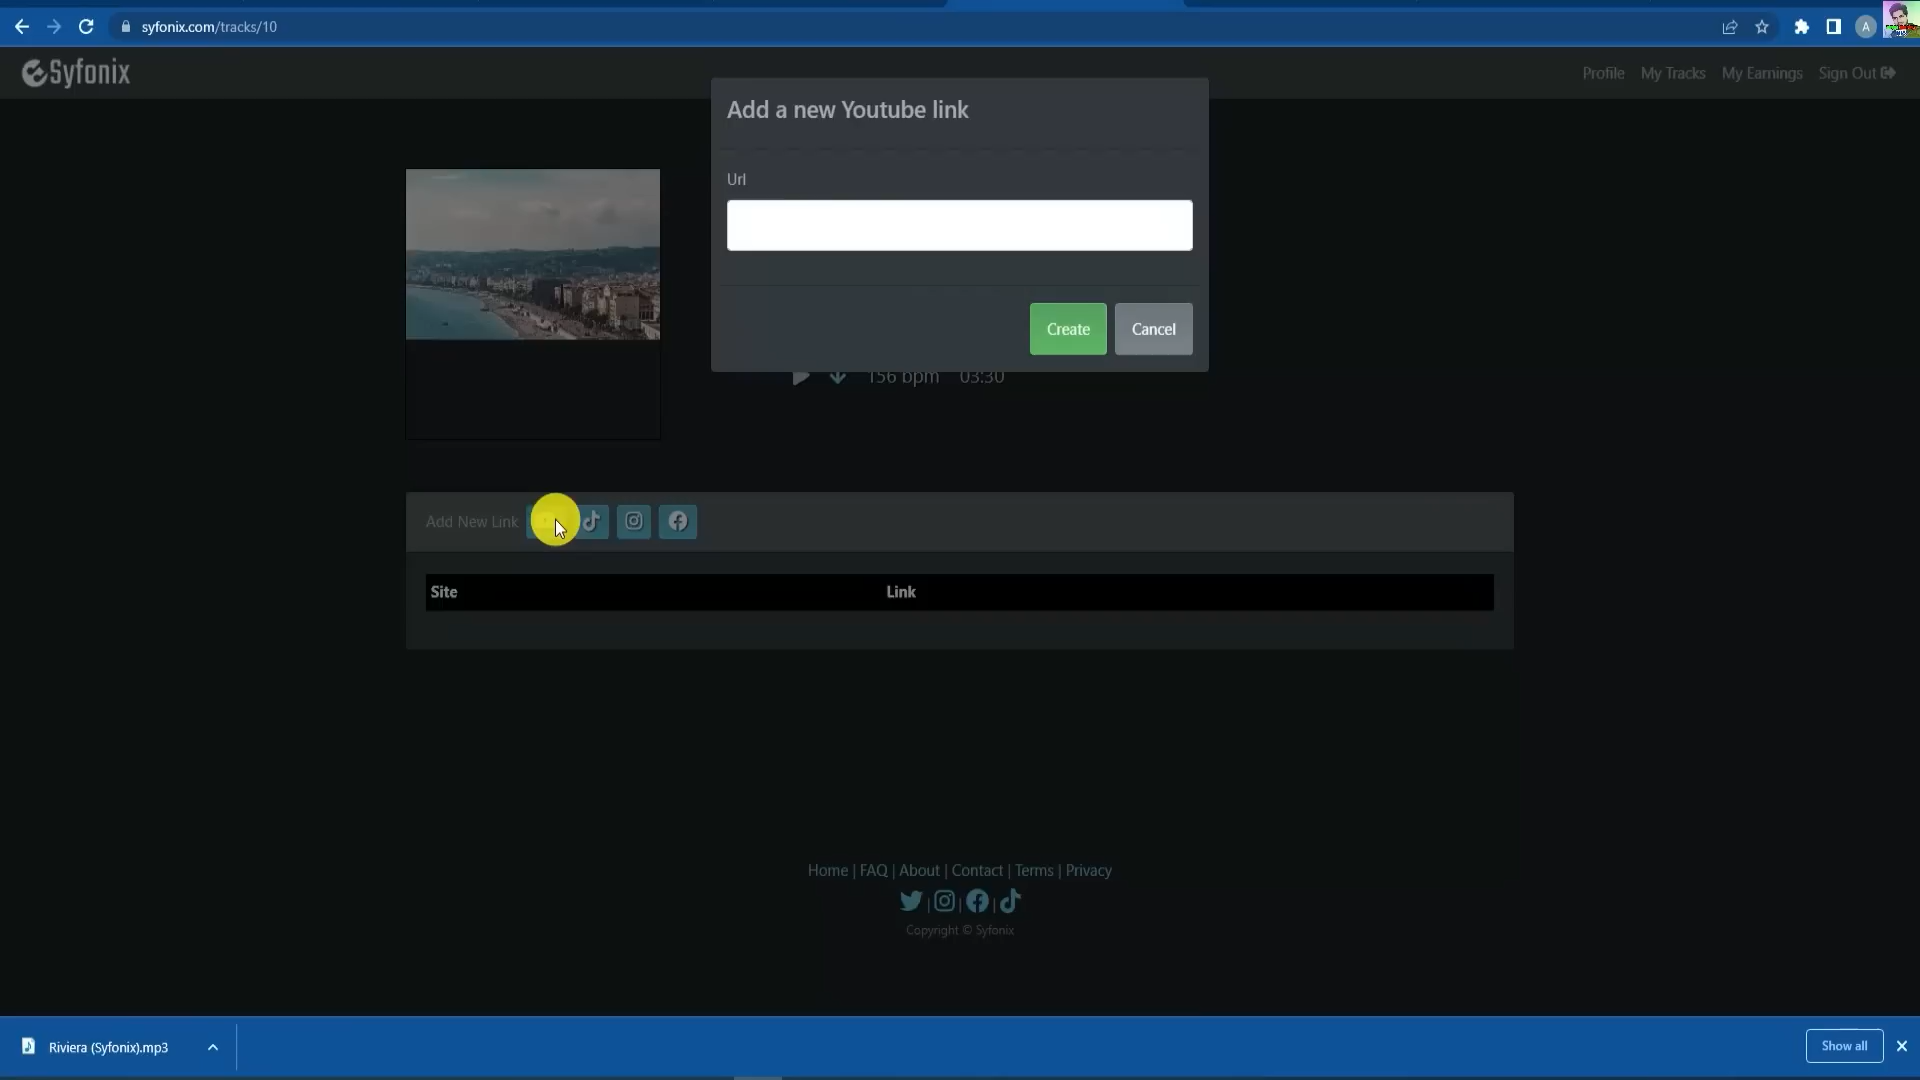 syfonix.com/tracks/10
A
Syfonix
Profile My Tracks My Earnings Sign Out
Add a new Youtube link
Url
Create Cancel
156 bpm 03:30
Add New Link
Site Link
Home | FAQ | About | Contact | Terms | Privacy
Copyright © Syfonix
Riviera (Syfonix).mp3
Show all